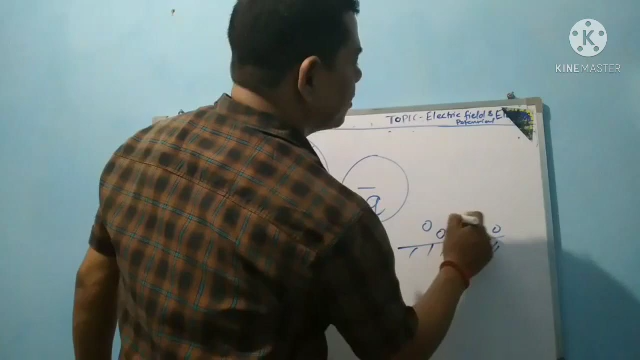 K
KINEMASTER
TOPIC - Electric field &
Potential
-q